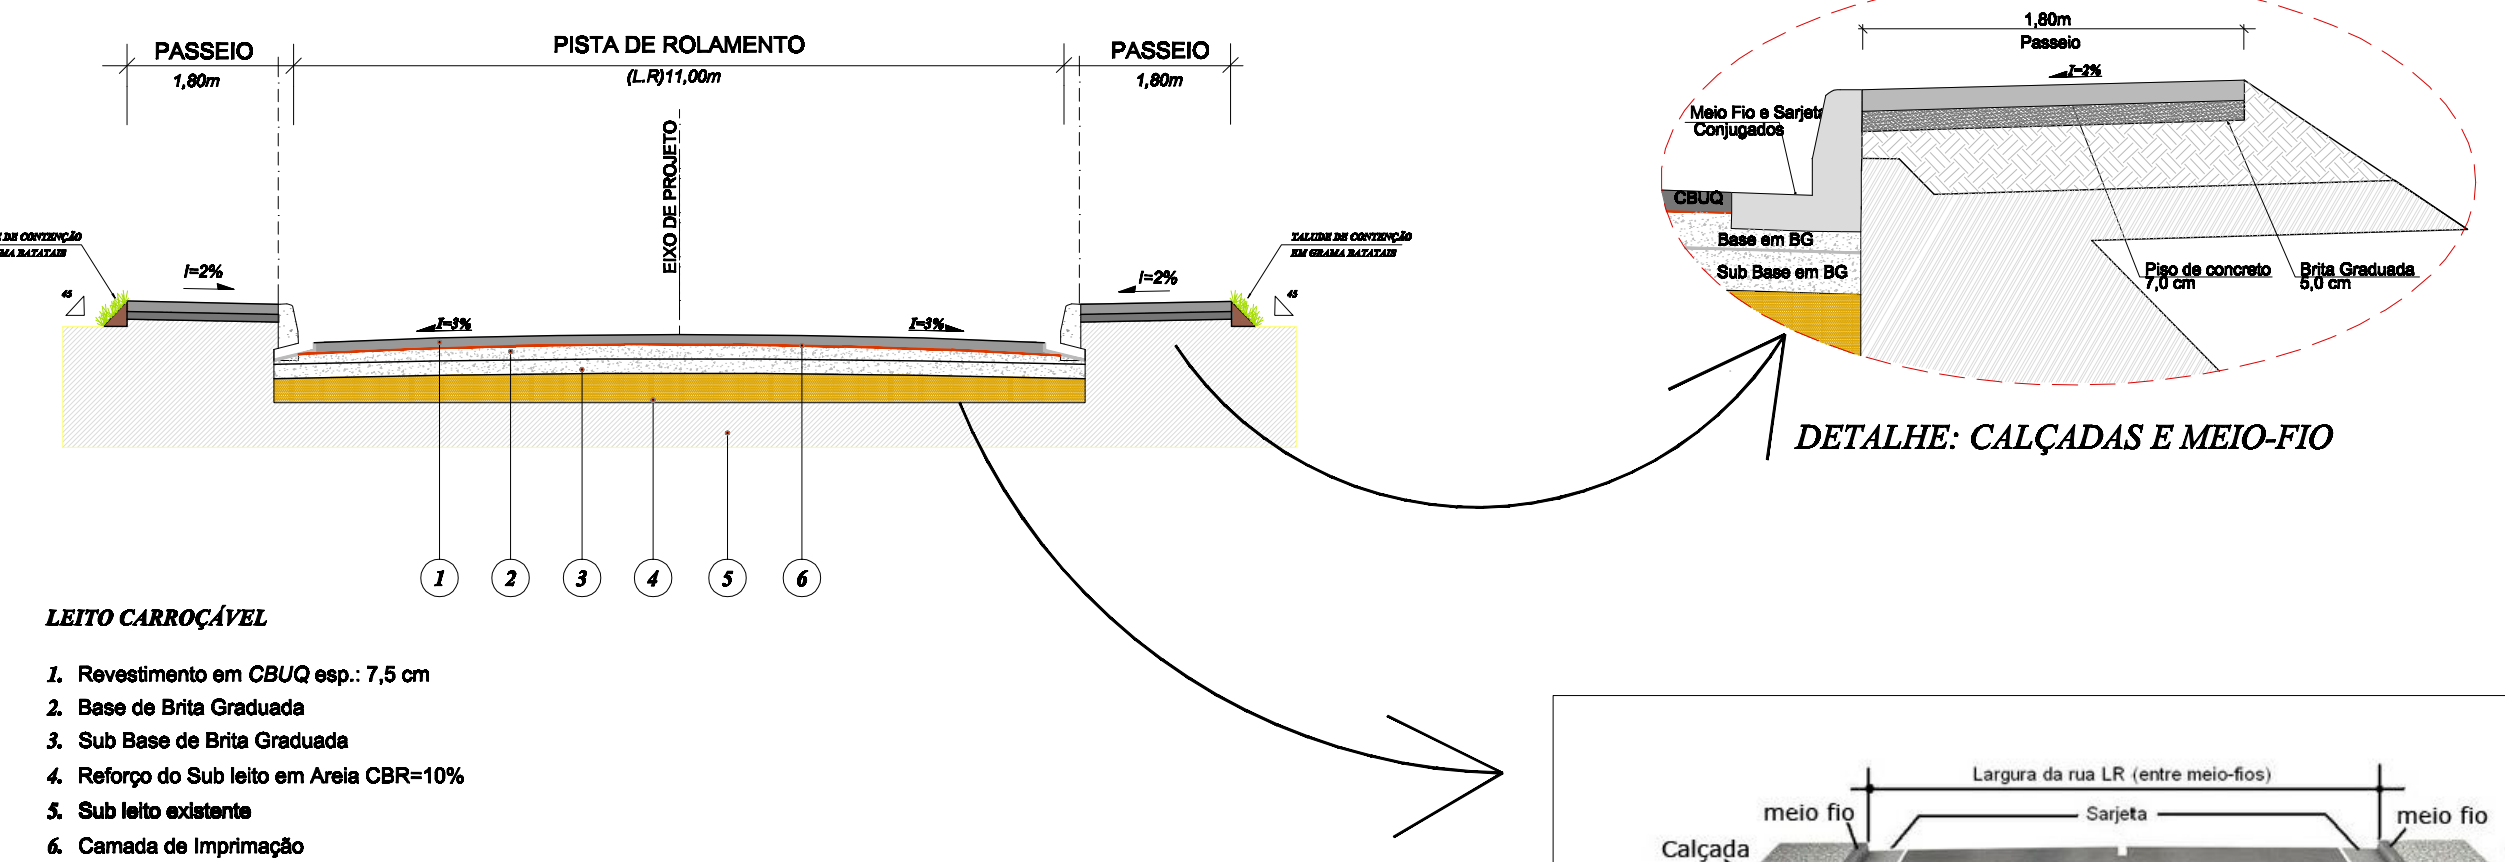 PASSEIO
1,80m
PISTA DE ROLAMENTO
(L.R)11,00m
PASSEIO
1,80m
EIXO DE PROJETO
DE CONTENÇÃO
BATATAIS
45
I=2%
I=3%
I=3%
I=2%
TALUDE DE CONTENÇÃO
EM GRAMA BATATAIS
45
1
2
3
4
5
6
LEITO CARROÇÁVEL
1. Revestimento em CBUQ esp.: 7,5 cm
2. Base de Brita Graduada
3. Sub Base de Brita Graduada
4. Reforço do Sub leito em Areia CBR=10%
5. Sub leito existente
6. Camada de Imprimação
1,80m
Passeio
I=2%
Meio Fio e Sarjeta
Conjugados
CBUQ
Base em BG
Sub Base em BG
Piso de concreto
7,0 cm
Brita Graduada
5,0 cm
DETALHE: CALÇADAS E MEIO-FIO
Largura da rua LR (entre meio-fios)
meio fio
Sarjeta
meio fio
Calçada